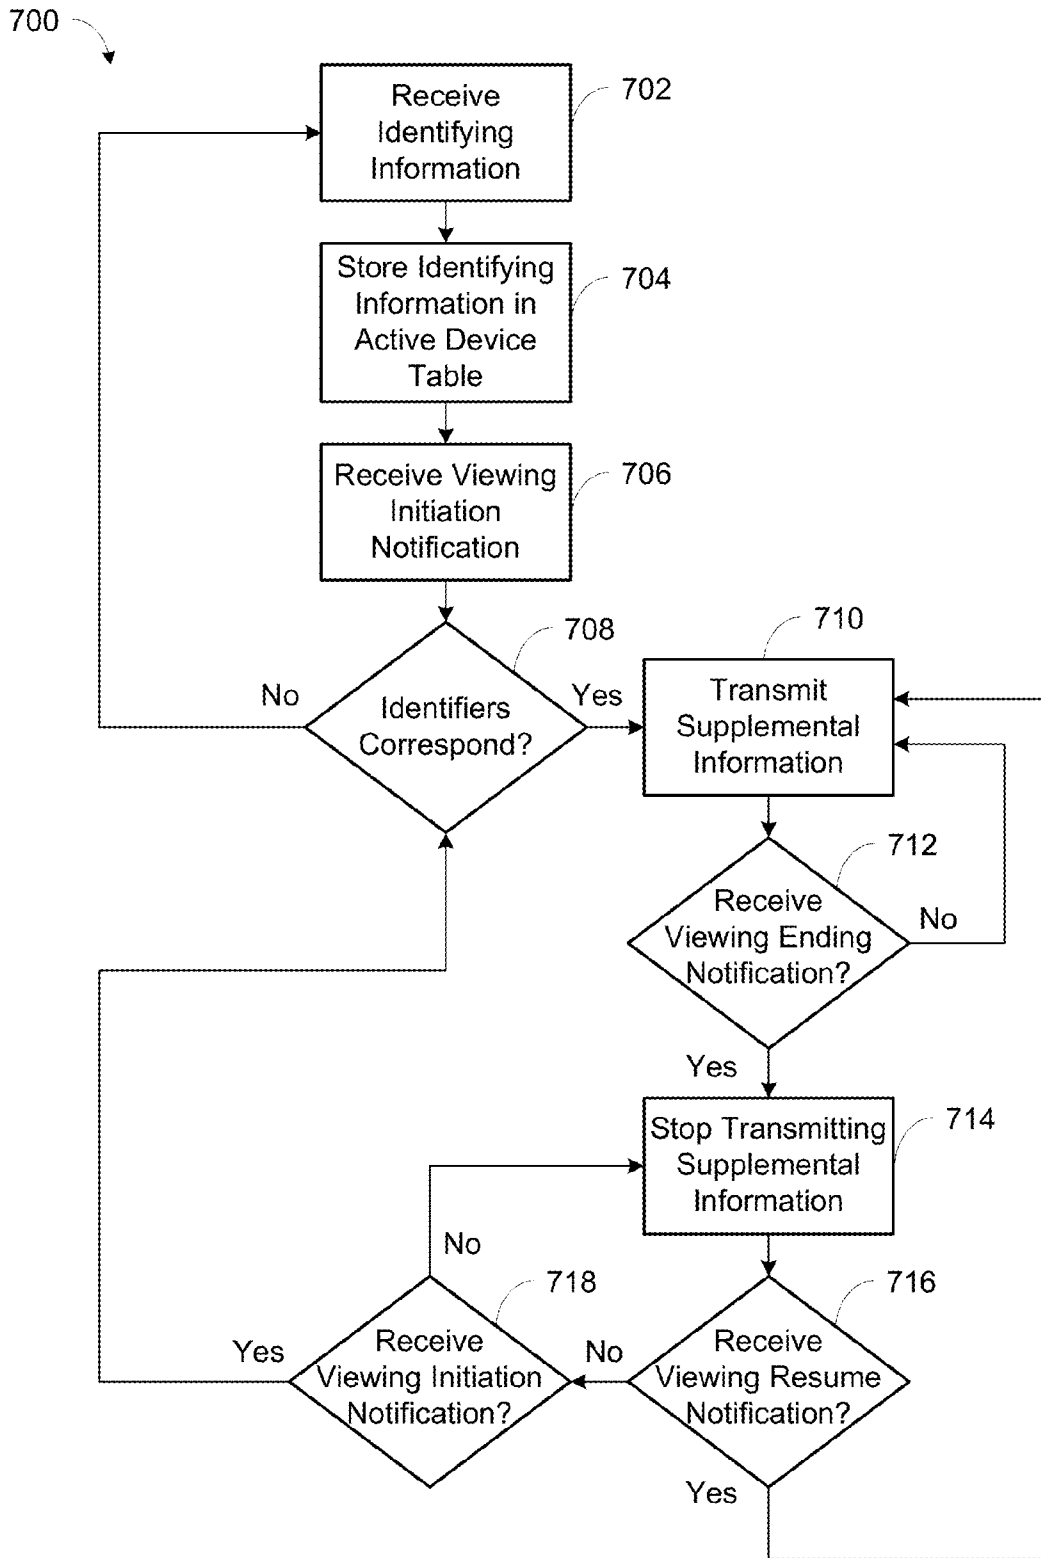 700
Receive
Identifying
Information
702
Store Identifying
Information in
Active Device
Table
704
Receive Viewing
Initiation
Notification
706
Identifiers
Correspond?
708
No
Yes
Transmit
Supplemental
Information
710
Receive
Viewing Ending
Notification?
712
No
Yes
Stop Transmitting
Supplemental
Information
714
Receive
Viewing Resume
Notification?
716
No
Yes
Receive
Viewing Initiation
Notification?
718
No
Yes